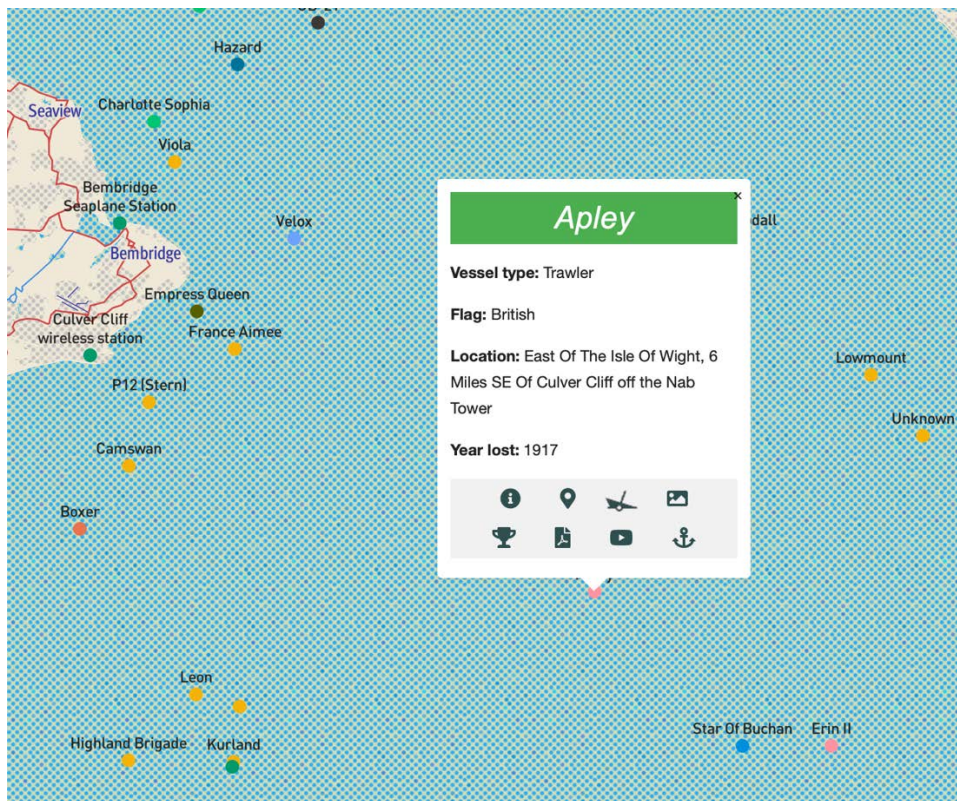 Hazard
Seaview
Charlotte Sophia
Viola
Bembridge
Seaplane Station
Velox
Bembridge
Empress Queen
Culver Cliff
wireless station
France Aimee
P12 (Stern)
Camswan
Boxer
Leon
Highland Brigade
Kurland
Apley
×
dall
Vessel type: Trawler
Flag: British
Location: East Of The Isle Of Wight, 6
Miles SE Of Culver Cliff off the Nab
Tower
Year lost: 1917
Lowmount
Unknown
Star Of Buchan
Erin II